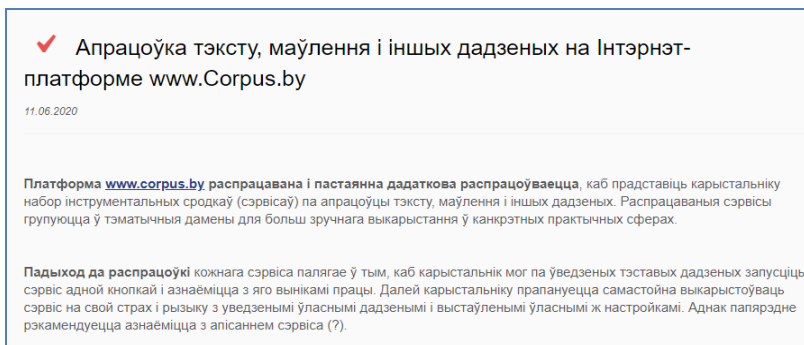 Апрацоўка тэксту, маўлення і іншых дадзеных на Інтэрнэт-
платформе www.Corpus.by
11.06.2020
Платформа www.corpus.by распрацавана і пастаянна дадаткова распрацоўваецца, каб прадставіць карыстальніку
набор інструментальных сродкаў (сэрвісаў) па апрацоўцы тэксту, маўлення і іншых дадзеных. Распрацаваныя сэрвісы
групуюцца ў тэматычныя дамены для больш зручнага выкарыстання ў канкрэтных практычных сферах.
Падыход да распрацоўкі кожнага сэрвіса палягае ў тым, каб карыстальнік мог па ўведзеных тэставых дадзеных запусціць
сэрвіс адной кнопкай і азнаёміцца з яго вынікамі працы. Далей карыстальніку прапануецца самастойна выкарыстоўваць
сэрвіс на свой страх і рызыку з уведзенымі ўласнымі дадзенымі і выстаўленымі ўласнымі ж настройкамі. Аднак папярэдне
рэкамендуецца азнаёміцца з апісаннем сэрвіса (?).